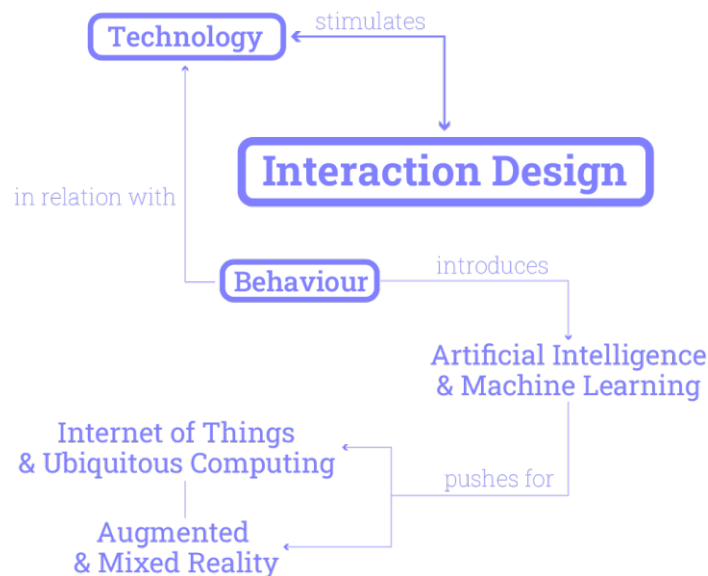 stimulates
Technology
Interaction Design
in relation with
introduces
Behaviour
Artificial Intelligence
& Machine Learning
Internet of Things
& Ubiquitous Computing
pushes for
Augmented
& Mixed Reality